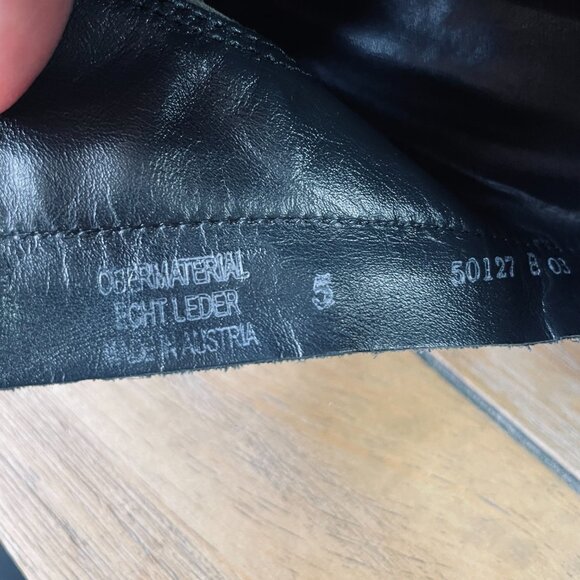 OBERMATERIAL
ECHT LEDER
MADE IN AUSTRIA
5
50127 B 03